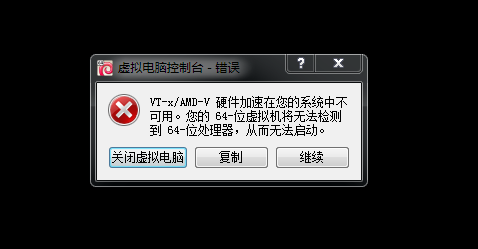 虚拟电脑控制台 - 错误
VT-x/AMD-V 硬件加速在您的系统中不
可用。您的 64-位虚拟机将无法检测
到 64-位处理器，从而无法启动。
关闭虚拟电脑 复制 继续